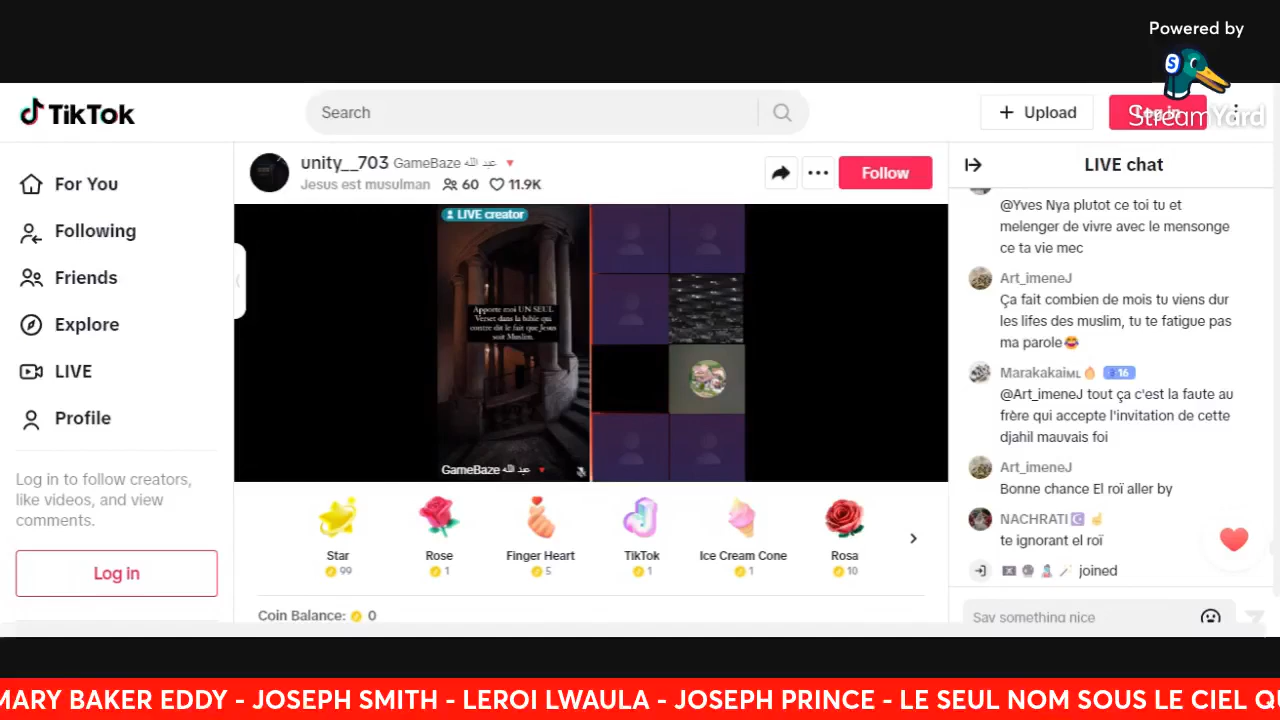 Powered by
StreamYard
TikTok
Search
Upload
Log in
For You
Following
Friends
Explore
LIVE
Profile
Log in to follow creators,
like videos, and view
comments.
Log in
unity__703 GameBaze عبد الله
Jesus est musulman 60 11.9K
Follow
LIVE creator
Apporte moi UN SEUL
Verset dans la bible qui
contre dit le fait que Jesus
soit Muslim.
GameBaze عبد الله
Star
99
Rose
1
Finger Heart
5
TikTok
1
Ice Cream Cone
1
Rosa
10
Coin Balance: 0
LIVE chat
@Yves Nya plutot ce toi tu et
melenger de vivre avec le mensonge
ce ta vie mec
Art_imeneJ
Ça fait combien de mois tu viens dur
les lifes des muslim, tu te fatigue pas
ma parole😂
Marakakaiᴍʟ 16
@Art_imeneJ tout ça c'est la faute au
frère qui accepte l'invitation de cette
djahil mauvais foi
Art_imeneJ
Bonne chance El roï aller by
NACHRATI☪️☝️
te ignorant el roï
joined
Say something nice
MARY BAKER EDDY - JOSEPH SMITH - LEROI LWAULA - JOSEPH PRINCE - LE SEUL NOM SOUS LE CIEL QU